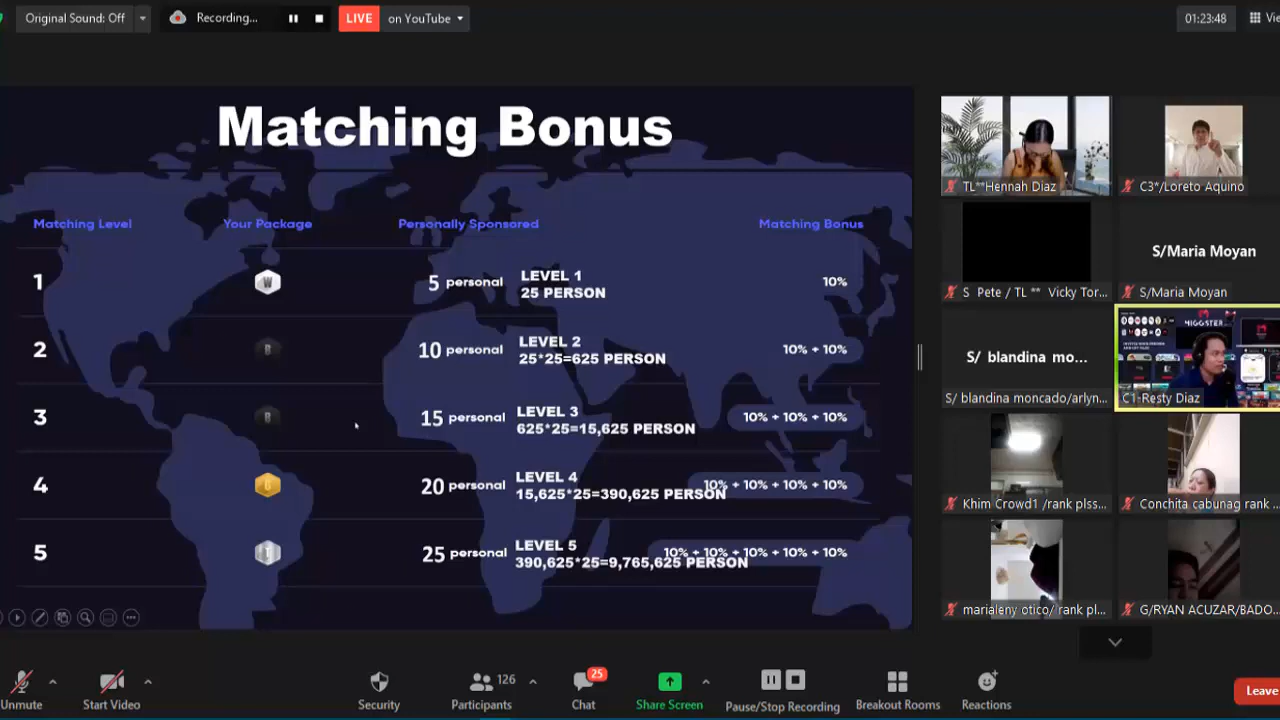 Original Sound: Off
Recording...
LIVE
on YouTube
01:23:48
Matching Bonus
Matching Level Your Package Personally Sponsored Matching Bonus
1 W 5 personal LEVEL 1
25 PERSON
10%
2 B 10 personal LEVEL 2
25*25=625 PERSON
10% + 10%
3 B 15 personal LEVEL 3
625*25=15,625 PERSON
10% + 10% + 10%
4 G 20 personal LEVEL 4
15,625*25=390,625 PERSON
10% + 10% + 10% + 10%
5 T 25 personal LEVEL 5
390,625*25=9,765,625 PERSON
10% + 10% + 10% + 10% + 10%
TL**Hennah Diaz
C3*/Loreto Aquino
S Pete / TL ** Vicky Tor...
S/Maria Moyan
S/Maria Moyan
S/ blandina mo...
S/ blandina moncado/arlyn...
MIGGSTER
C1-Resty Diaz
Khim Crowd1 /rank plss...
Conchita cabunag rank ...
marialeny otico/ rank pl...
G/RYAN ACUZAR/BADO...
Unmute
Start Video
Security
126
Participants
25
Chat
Share Screen
Pause/Stop Recording
Breakout Rooms
Reactions
Leave